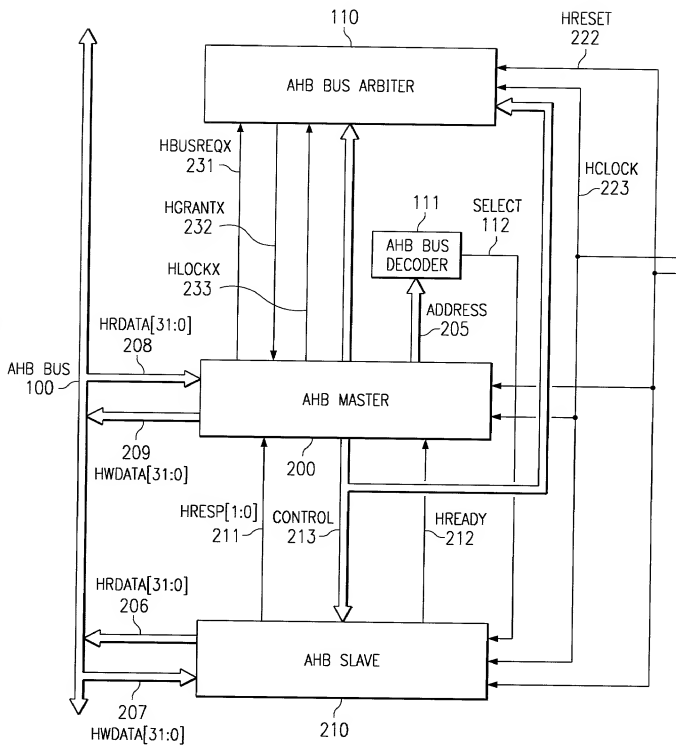 110
HRESET
222
AHB BUS ARBITER
HBUSREQX
231
HCLOCK
223
111
SELECT
112
HGRANTX
232
AHB BUS
DECODER
HLOCKX
233
ADDRESS
205
HRDATA[31:0]
208
AHB BUS
100
AHB MASTER
209
HWDATA[31:0]
200
HRESP[1:0]
211
CONTROL
213
HREADY
212
HRDATA[31:0]
206
AHB SLAVE
207
HWDATA[31:0]
210